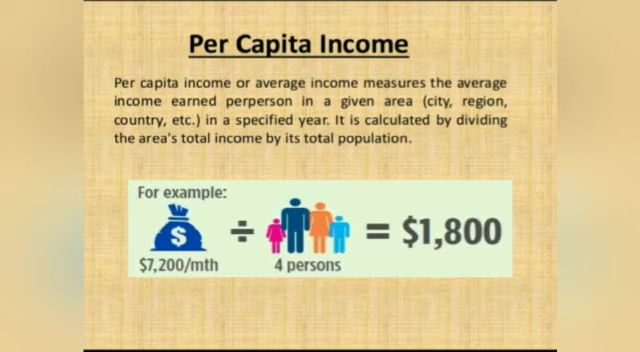 Per Capita Income
Per capita income or average income measures the average
income earned perperson in a given area (city, region,
country, etc.) in a specified year. It is calculated by dividing
the area's total income by its total population.
For example:
$ ÷ = $1,800
$7,200/mth 4 persons